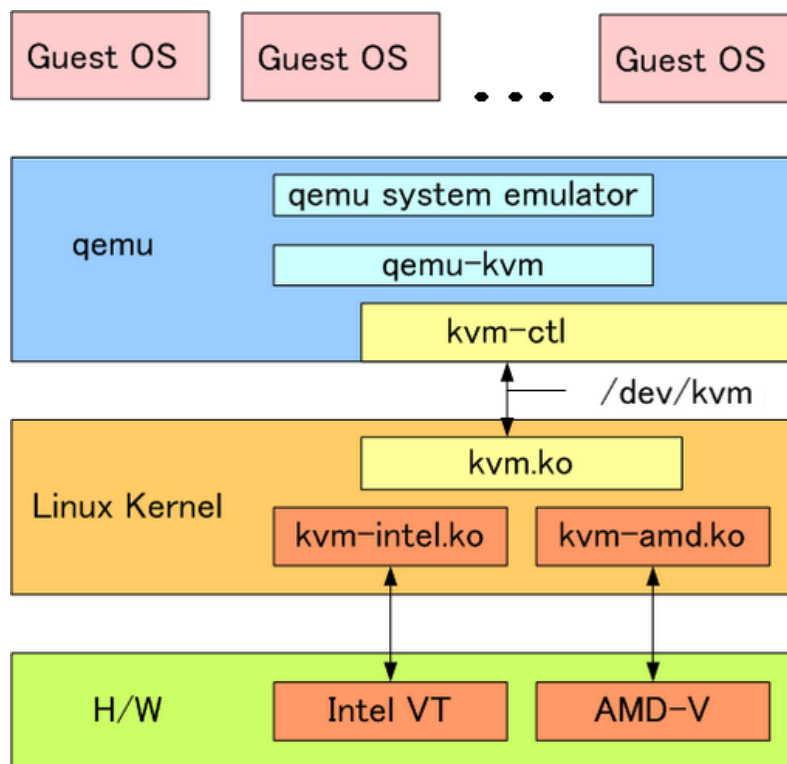 Guest OS
Guest OS
Guest OS
qemu system emulator
qemu
qemu-kvm
kvm-ctl
/dev/kvm
kvm.ko
Linux Kernel
kvm-intel.ko
kvm-amd.ko
H/W
Intel VT
AMD-V